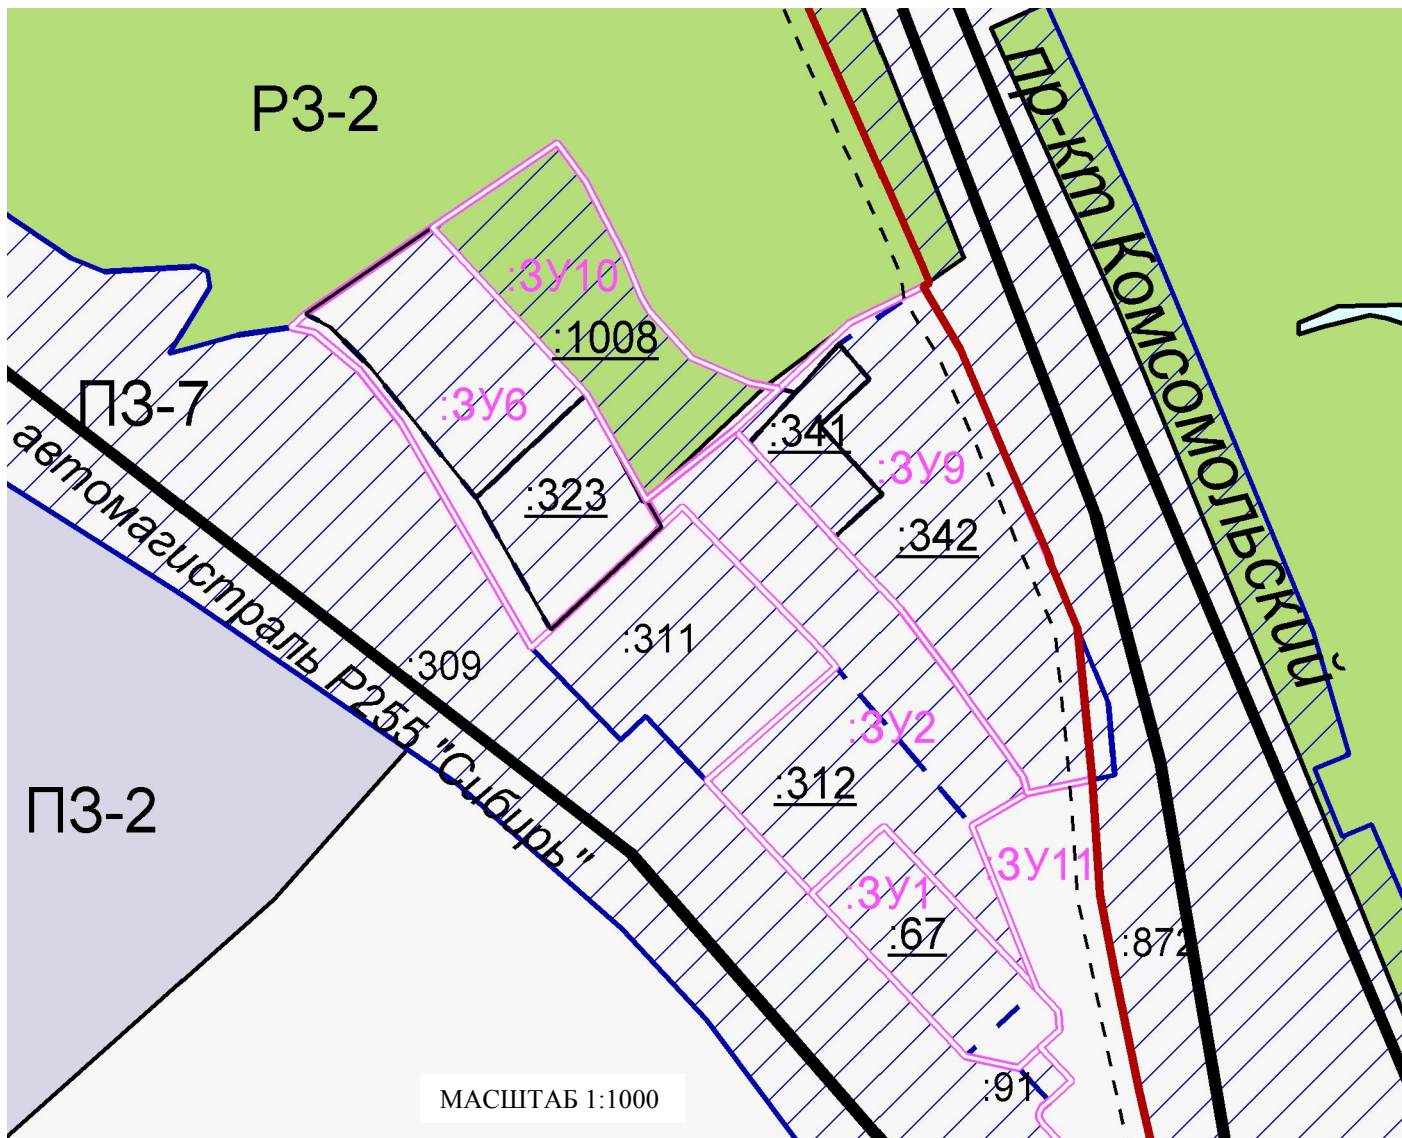 РЗ-2
пр-кт Комсомольский
:ЗУ10
:1008
ПЗ-7
:ЗУ6
:341
:ЗУ9
:323
:342
автомагистраль Р255 "Сибирь"
:311
:309
:ЗУ2
:312
ПЗ-2
:ЗУ11
:ЗУ1
:67
:872
:91
МАСШТАБ 1:1000